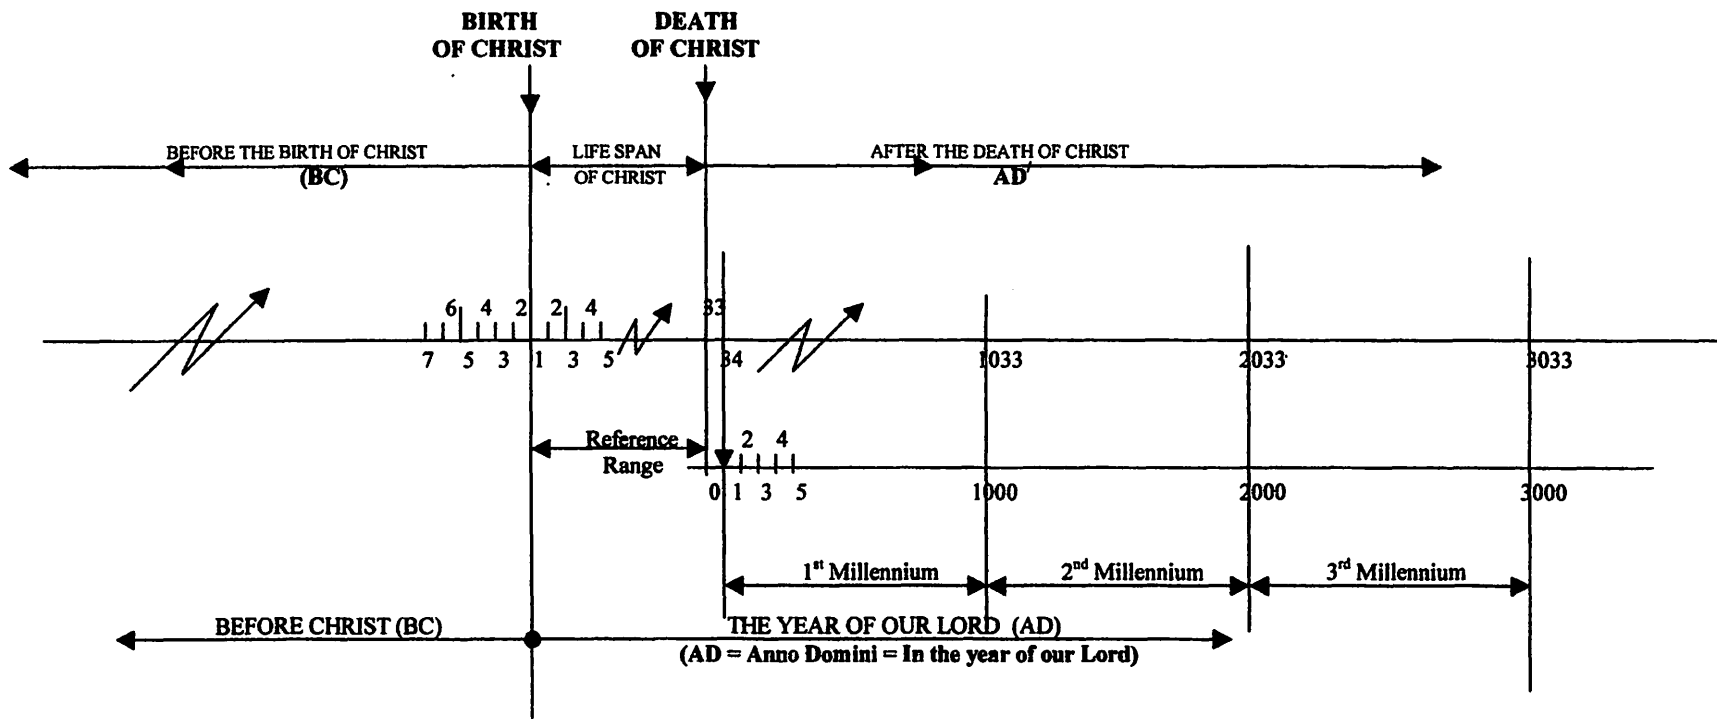 BIRTH
OF CHRIST
DEATH
OF CHRIST
BEFORE THE BIRTH OF CHRIST
(BC)
LIFE SPAN
OF CHRIST
AFTER THE DEATH OF CHRIST
AD
6 4 2 2 4 33
7 5 3 1 3 5 34 1033 2033 3033
Reference
Range
2 4
0 1 3 5 1000 2000 3000
1st Millennium 2nd Millennium 3rd Millennium
BEFORE CHRIST (BC) THE YEAR OF OUR LORD (AD)
(AD = Anno Domini = In the year of our Lord)